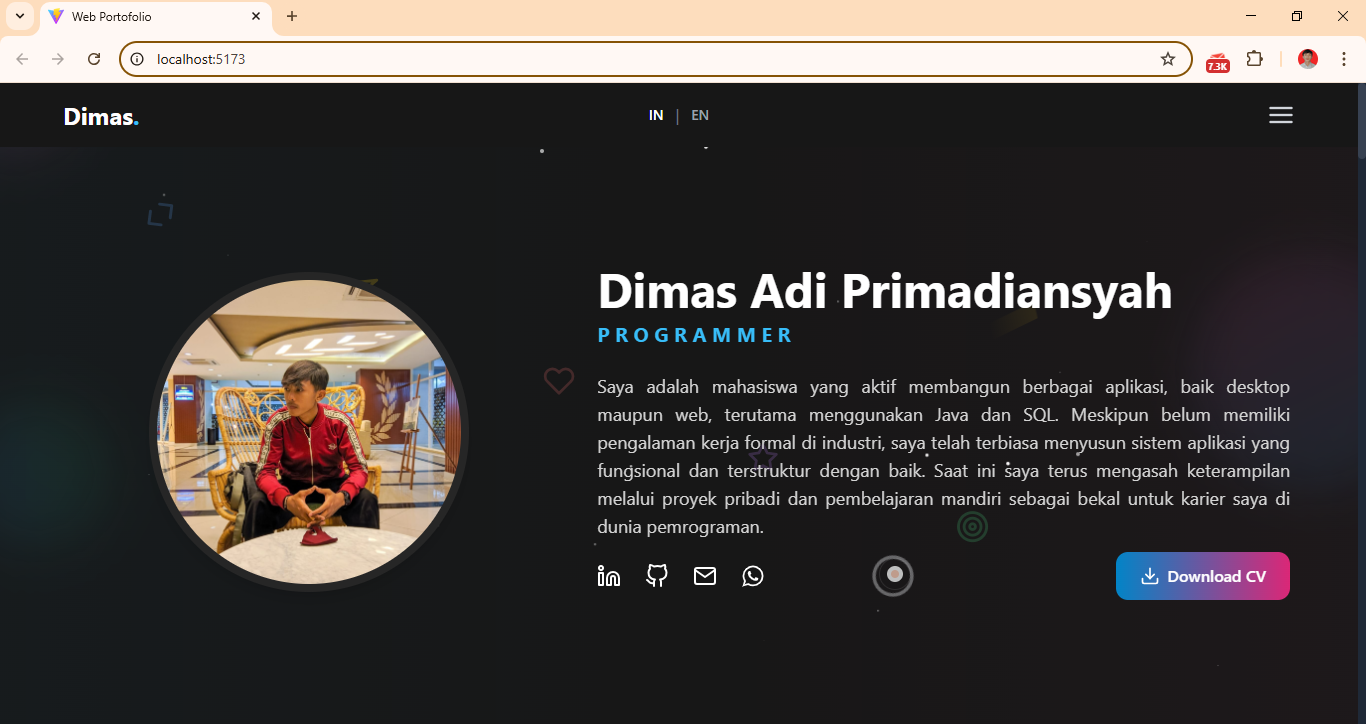 Web Portofolio
localhost:5173
7.3K
Dimas.
IN | EN
Dimas Adi Primadiansyah
PROGRAMMER
Saya adalah mahasiswa yang aktif membangun berbagai aplikasi, baik desktop
maupun web, terutama menggunakan Java dan SQL. Meskipun belum memiliki
pengalaman kerja formal di industri, saya telah terbiasa menyusun sistem aplikasi yang
fungsional dan terstruktur dengan baik. Saat ini saya terus mengasah keterampilan
melalui proyek pribadi dan pembelajaran mandiri sebagai bekal untuk karier saya di
dunia pemrograman.
Download CV